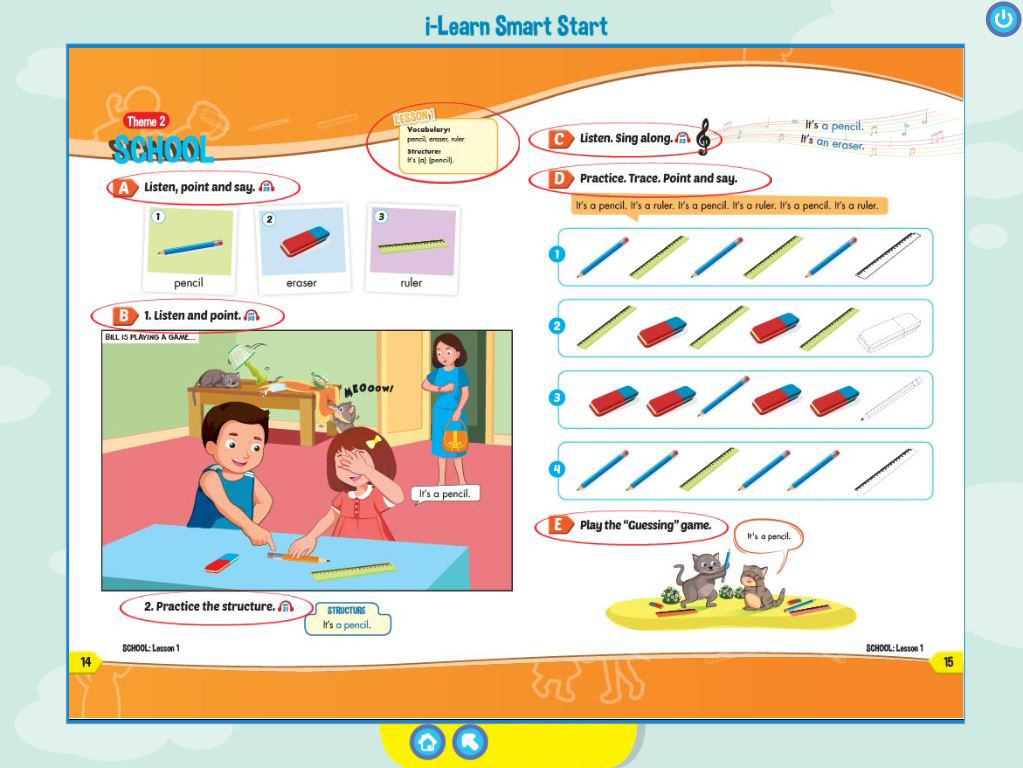 i-Learn Smart Start
Theme 2
SCHOOL
LESSON 1
Vocabulary:
pencil, eraser, ruler
Structure:
It's (a) (pencil).
A Listen, point and say.
1
2
3
pencil
eraser
ruler
B 1. Listen and point.
BILL IS PLAYING A GAME...
MEOOOW!
It's a pencil.
2. Practice the structure.
STRUCTURE
It's a pencil.
SCHOOL: Lesson 1
14
C Listen. Sing along.
It's a pencil.
It's an eraser.
D Practice. Trace. Point and say.
It's a pencil. It's a ruler. It's a pencil. It's a ruler. It's a pencil. It's a ruler.
1
2
3
4
E Play the "Guessing" game.
It's a pencil.
SCHOOL: Lesson 1
15